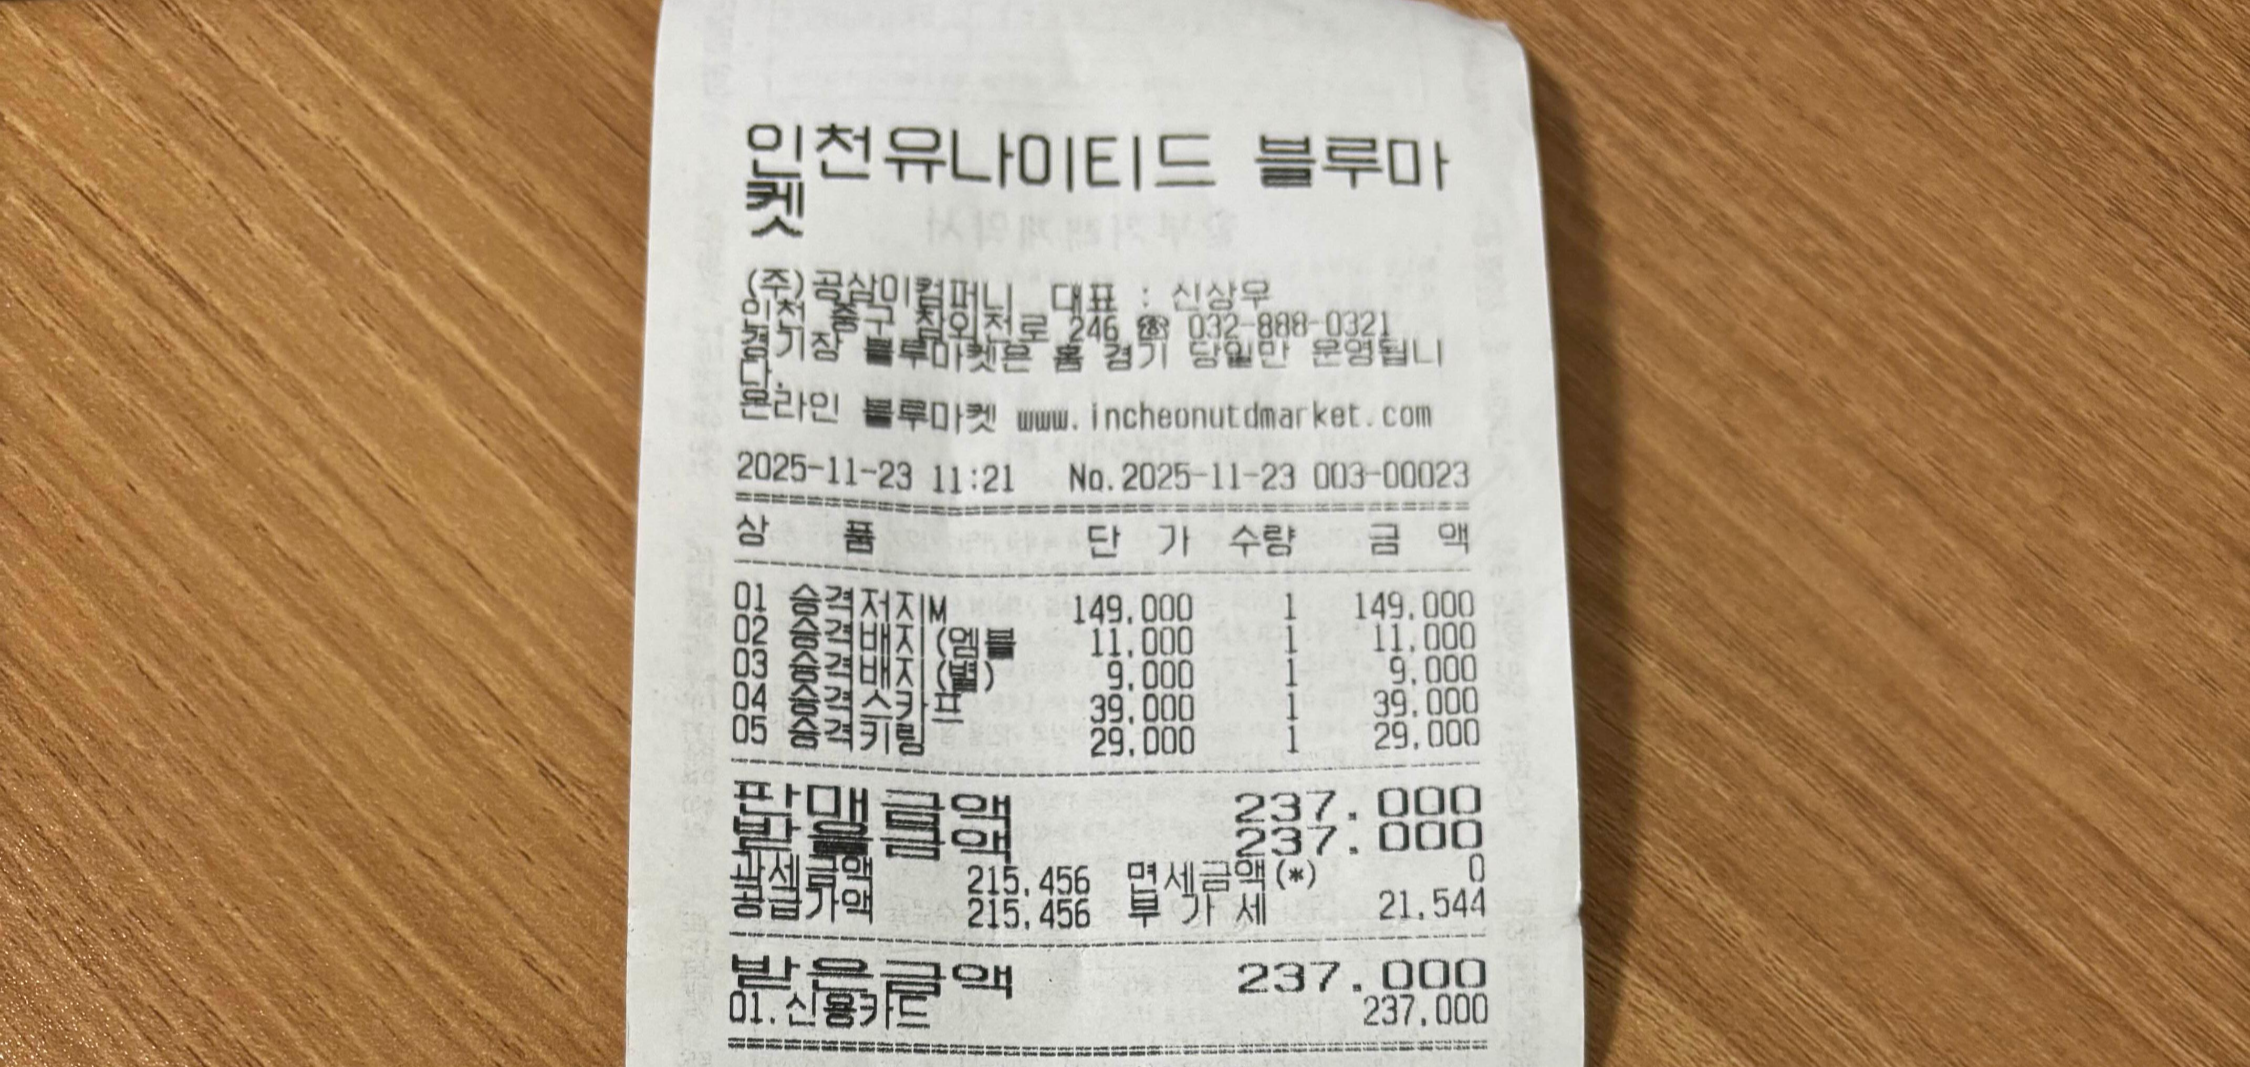 인천유나이티드 블루마
켓
(주)공삼이컴퍼니 대표 : 신상우
인천 중구 참외전로 246 ☎ 032-888-0321
경기장 블루마켓은 홈 경기 당일만 운영됩니
다.
온라인 블루마켓 www.incheonutdmarket.com
2025-11-23 11:21 No.2025-11-23 003-00023
상 품 단 가 수량 금 액
01 승격저지M 149,000 1 149,000
02 승격배지(엠블 11,000 1 11,000
03 승격배지(별) 9,000 1 9,000
04 승격스카프 39,000 1 39,000
05 승격키링 29,000 1 29,000
판매금액 237,000
받을금액 237,000
과세금액 215,456 면세금액(*) 0
공급가액 215,456 부 가 세 21,544
받은금액 237,000
01.신용카드 237,000